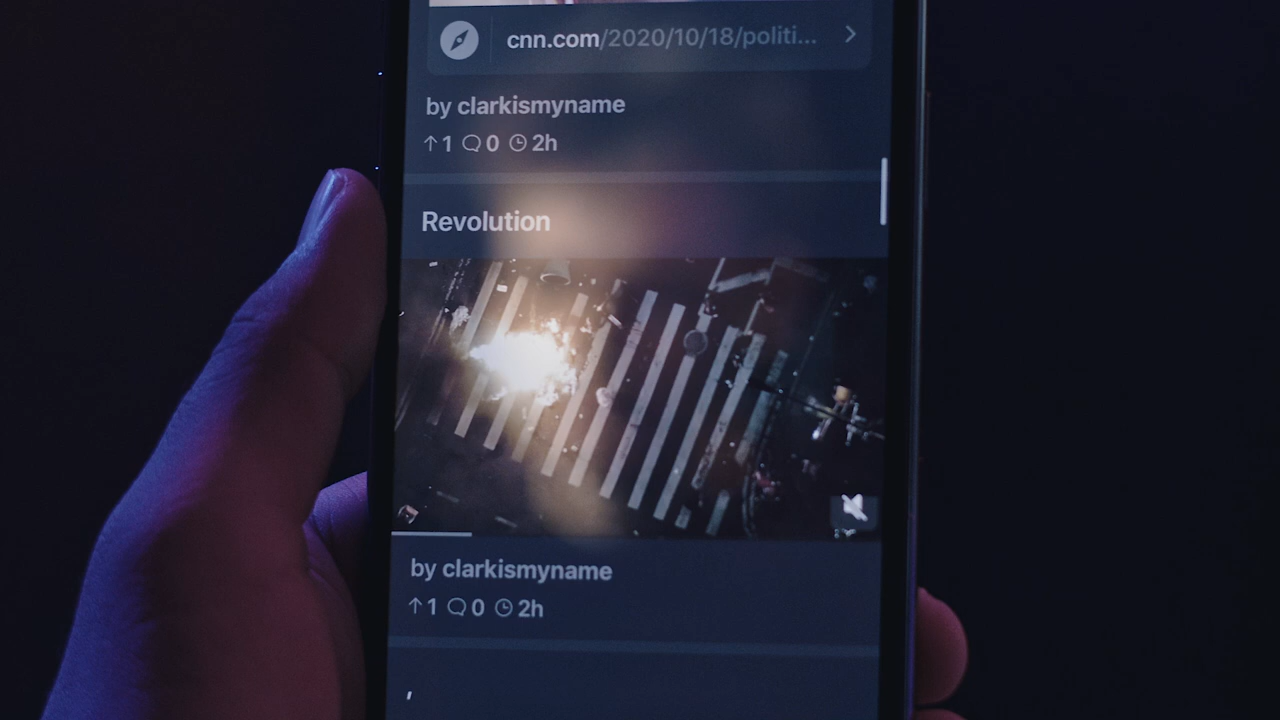 cnn.com/2020/10/18/politi...
by clarkismyname
↑1 0 2h
Revolution
by clarkismyname
↑1 0 2h